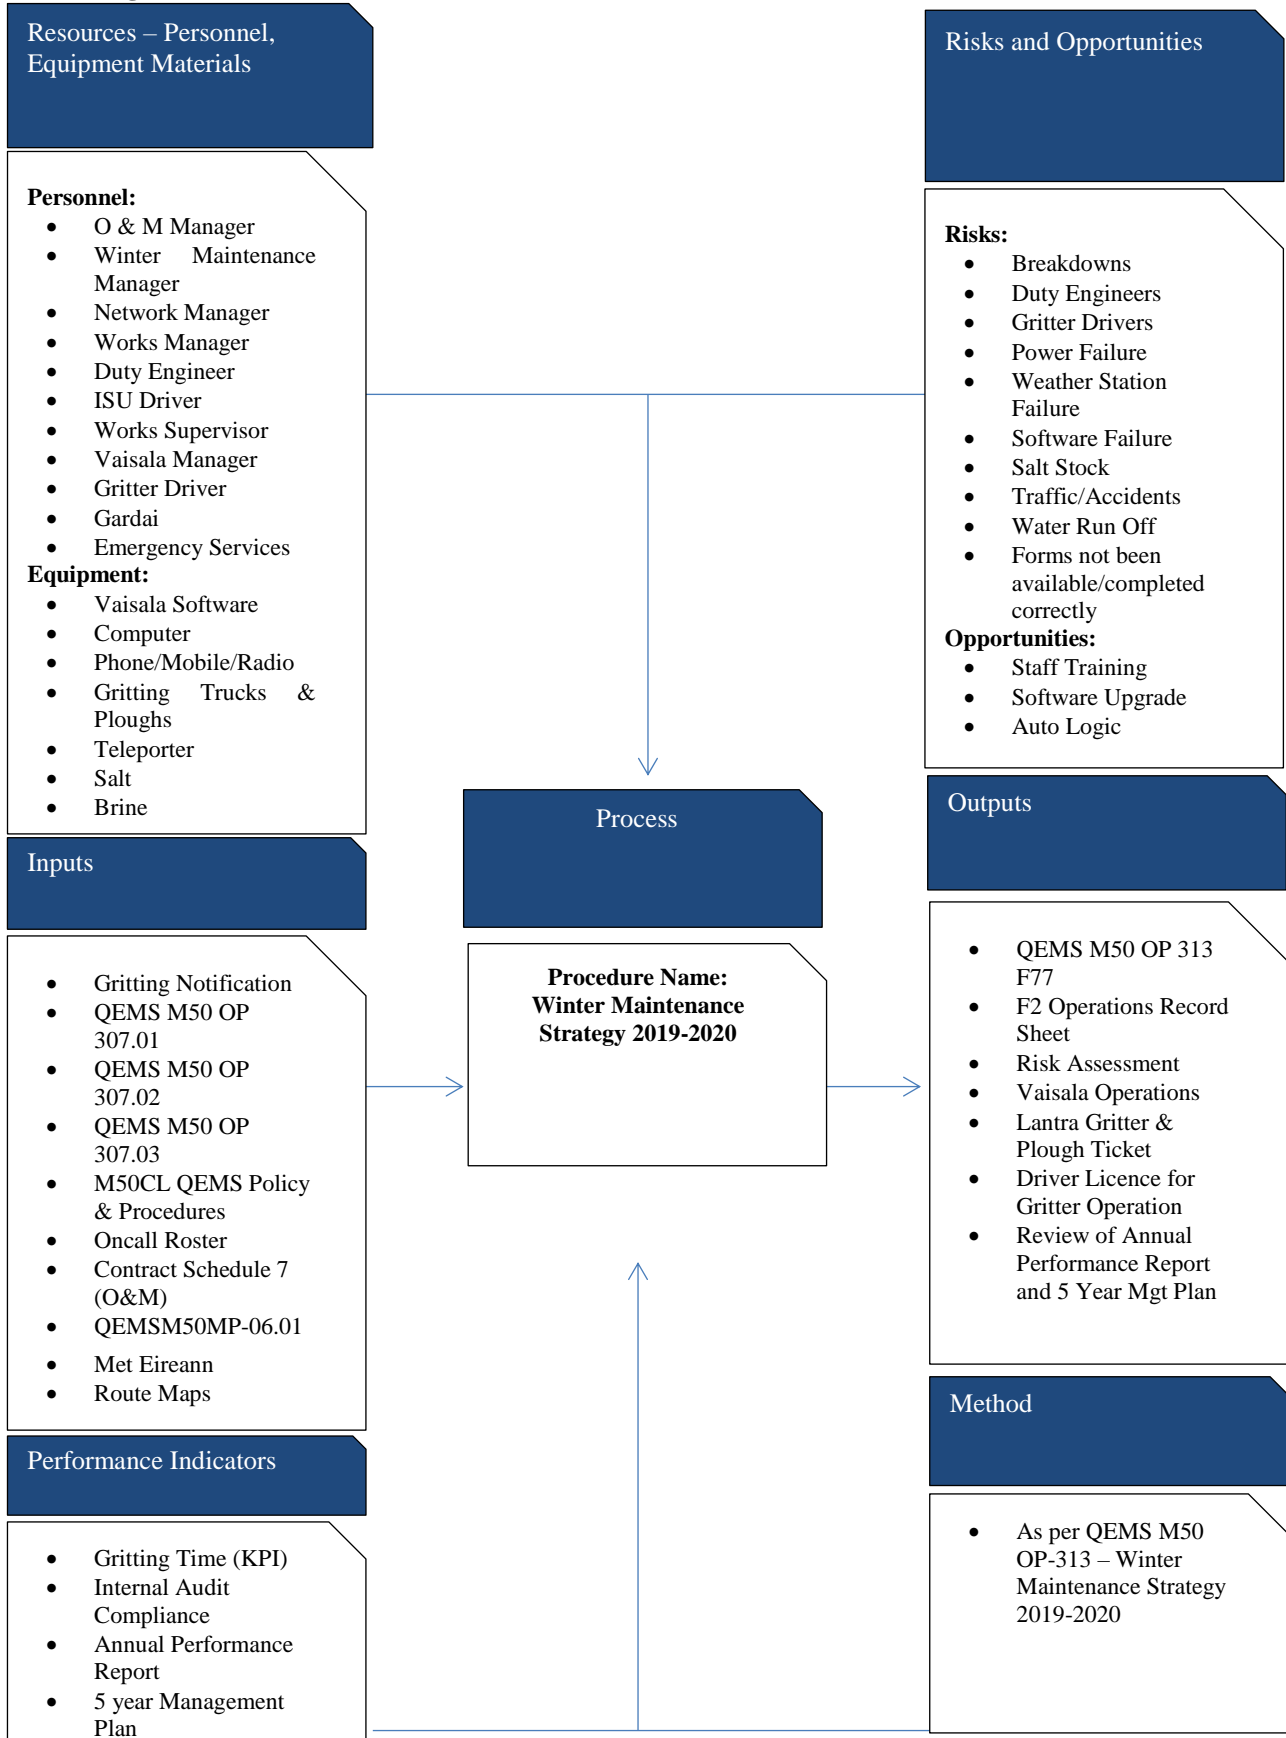 Resources – Personnel,
Equipment Materials
Personnel:
• O & M Manager
• Winter Maintenance
Manager
• Network Manager
• Works Manager
• Duty Engineer
• ISU Driver
• Works Supervisor
• Vaisala Manager
• Gritter Driver
• Gardai
• Emergency Services
Equipment:
• Vaisala Software
• Computer
• Phone/Mobile/Radio
• Gritting Trucks &
Ploughs
• Teleporter
• Salt
• Brine
Risks and Opportunities
Risks:
• Breakdowns
• Duty Engineers
• Gritter Drivers
• Power Failure
• Weather Station
Failure
• Software Failure
• Salt Stock
• Traffic/Accidents
• Water Run Off
• Forms not been
available/completed
correctly
Opportunities:
• Staff Training
• Software Upgrade
• Auto Logic
Inputs
• Gritting Notification
• QEMS M50 OP
307.01
• QEMS M50 OP
307.02
• QEMS M50 OP
307.03
• M50CL QEMS Policy
& Procedures
• Oncall Roster
• Contract Schedule 7
(O&M)
• QEMSM50MP-06.01
• Met Eireann
• Route Maps
Process
Procedure Name:
Winter Maintenance
Strategy 2019-2020
Outputs
• QEMS M50 OP 313
F77
• F2 Operations Record
Sheet
• Risk Assessment
• Vaisala Operations
• Lantra Gritter &
Plough Ticket
• Driver Licence for
Gritter Operation
• Review of Annual
Performance Report
and 5 Year Mgt Plan
Performance Indicators
• Gritting Time (KPI)
• Internal Audit
Compliance
• Annual Performance
Report
• 5 year Management
Plan
Method
• As per QEMS M50
OP-313 – Winter
Maintenance Strategy
2019-2020